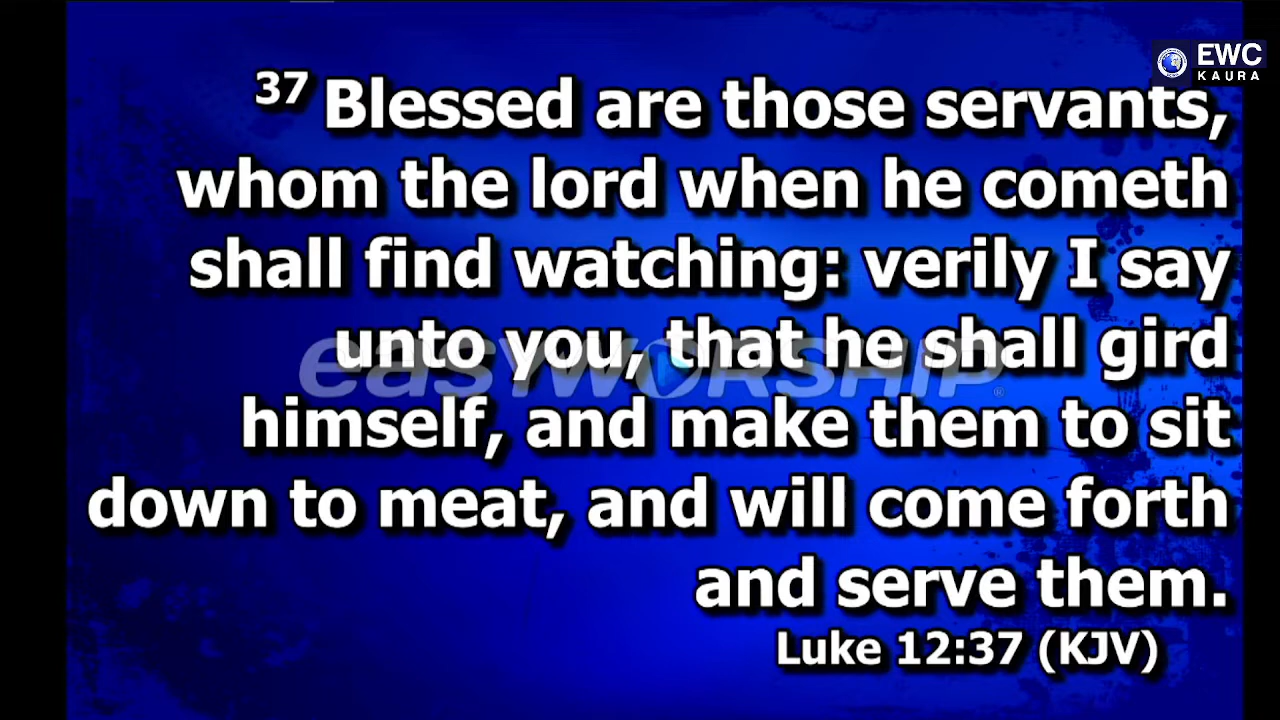 EWC
KAURA
37 Blessed are those servants,
whom the lord when he cometh
shall find watching: verily I say
unto you, that he shall gird
himself, and make them to sit
down to meat, and will come forth
and serve them.
Luke 12:37 (KJV)
easyworship®